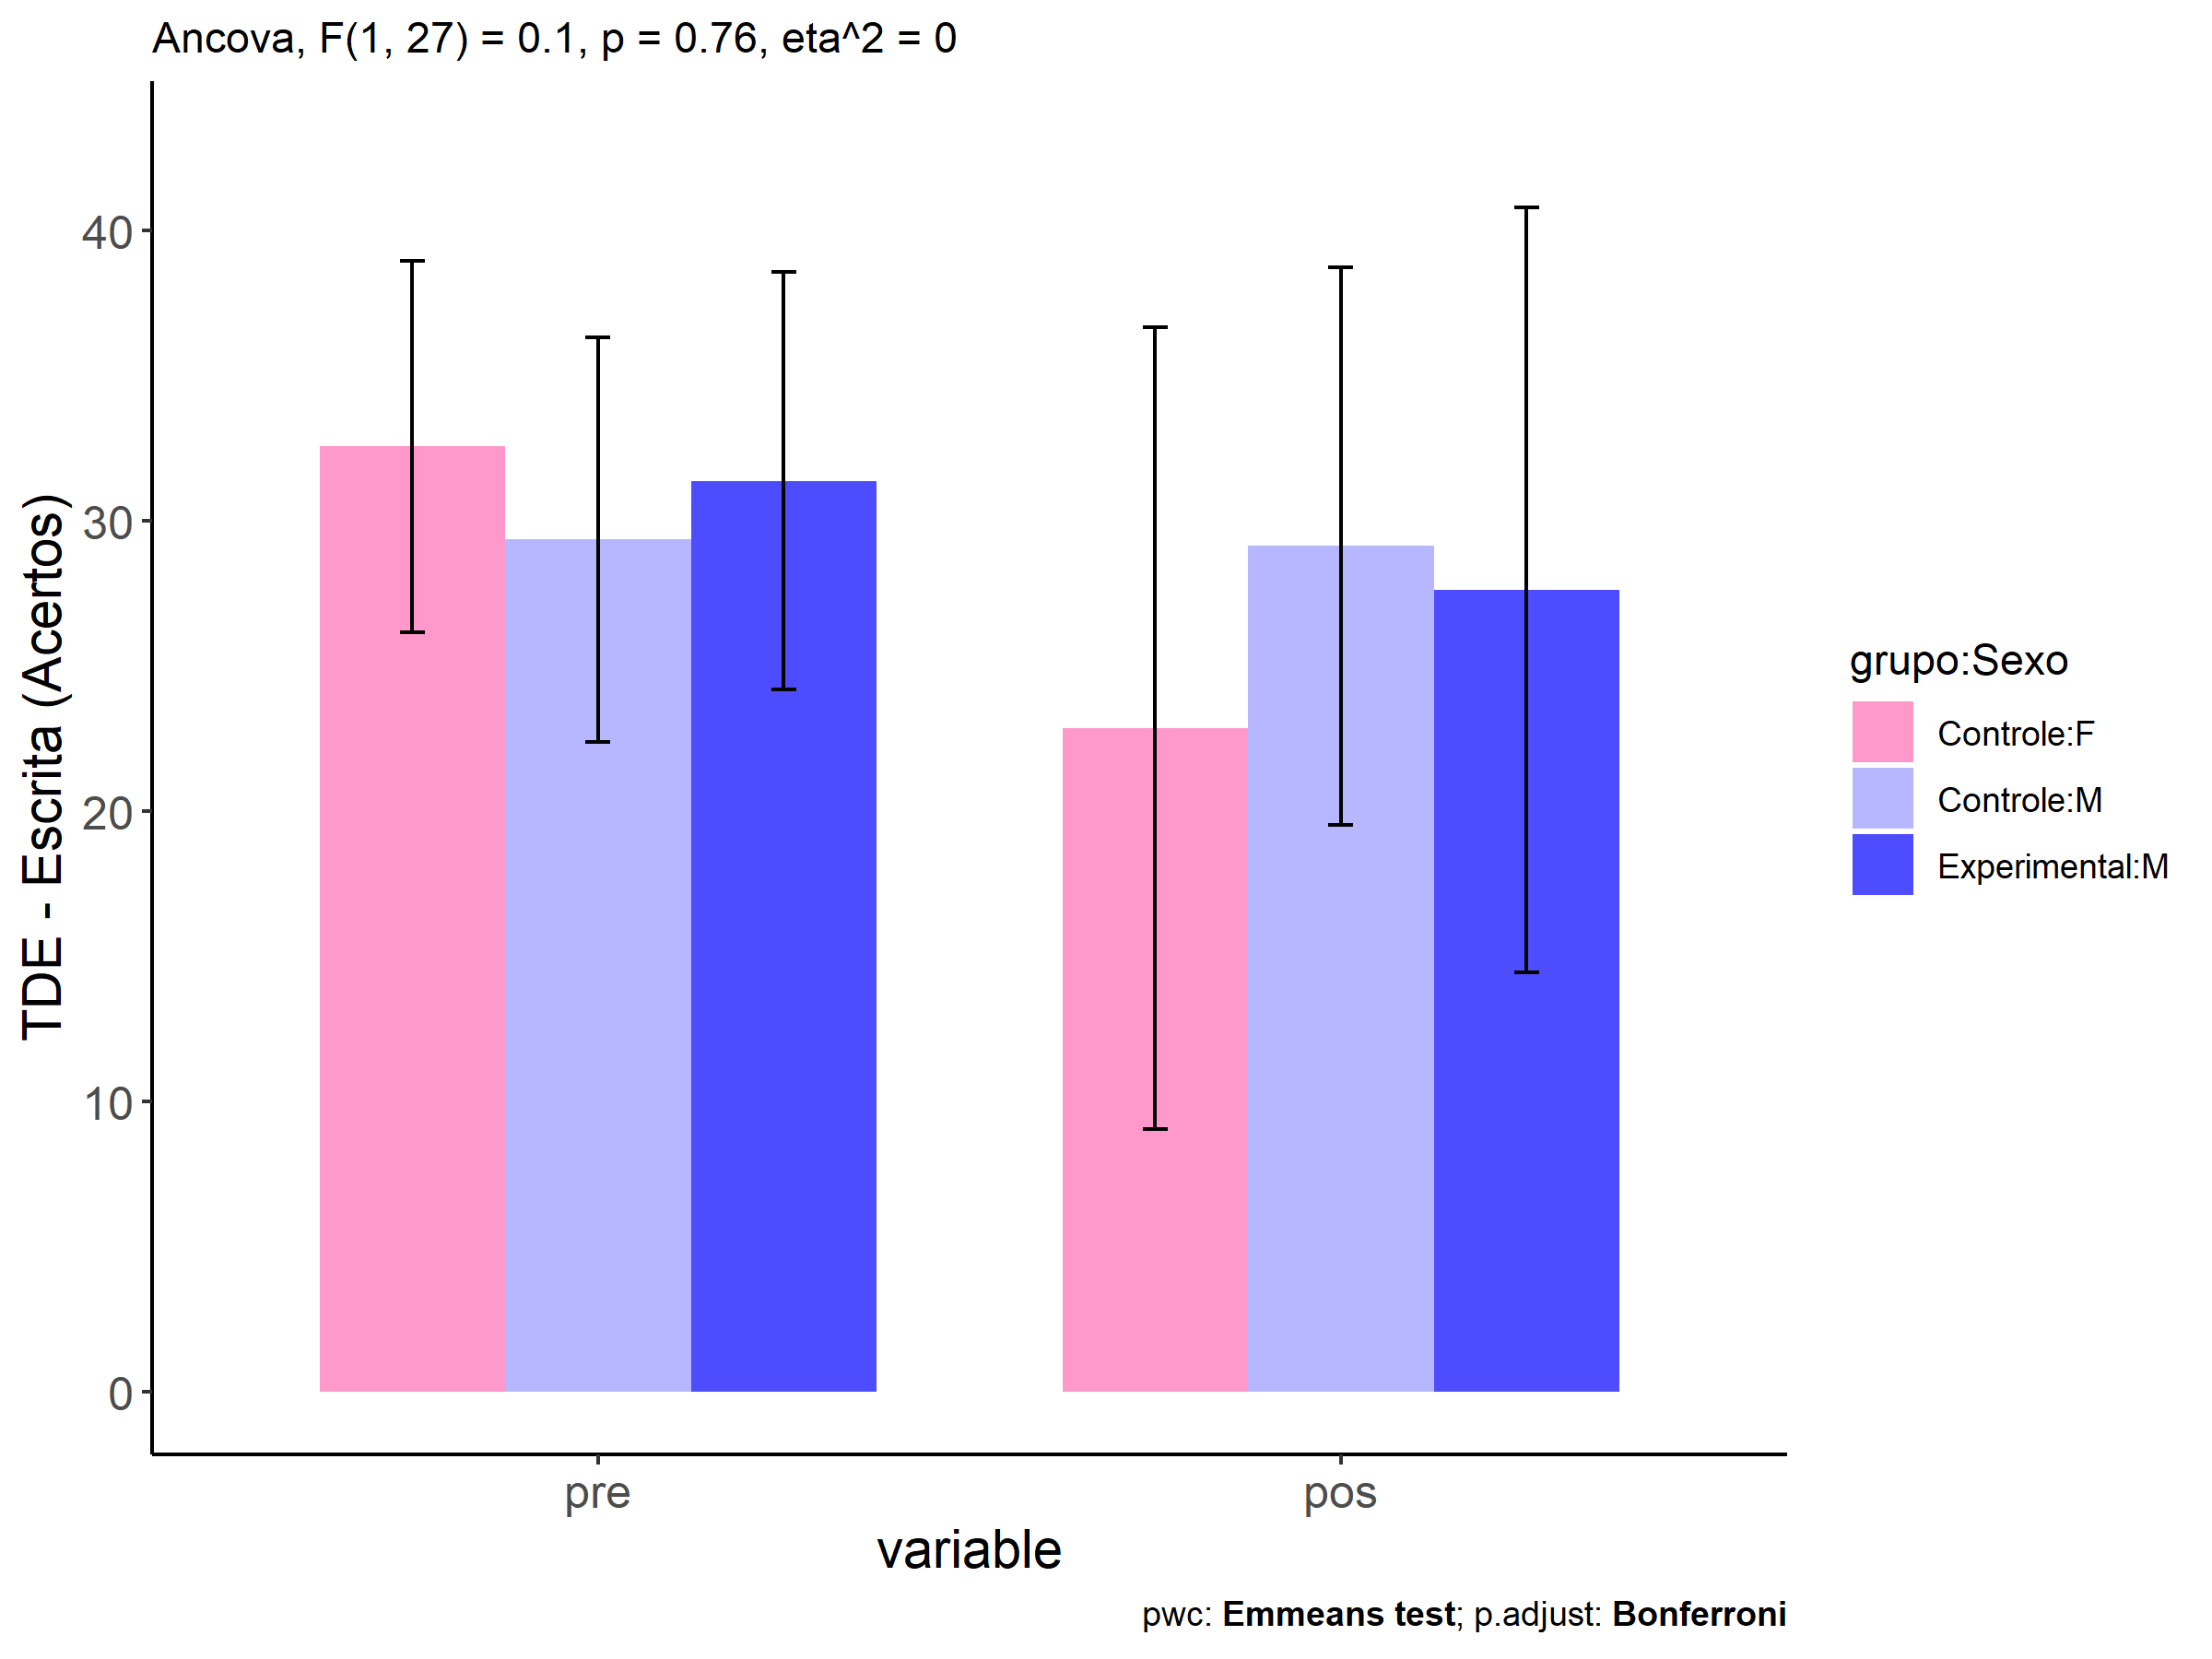 Ancova, F(1, 27) = 0.1, p = 0.76, eta^2 = 0
TDE - Escrita (Acertos)
40
30
20
10
0
pre
pos
variable
grupo:Sexo
Controle:F
Controle:M
Experimental:M
pwc: Emmeans test; p.adjust: Bonferroni